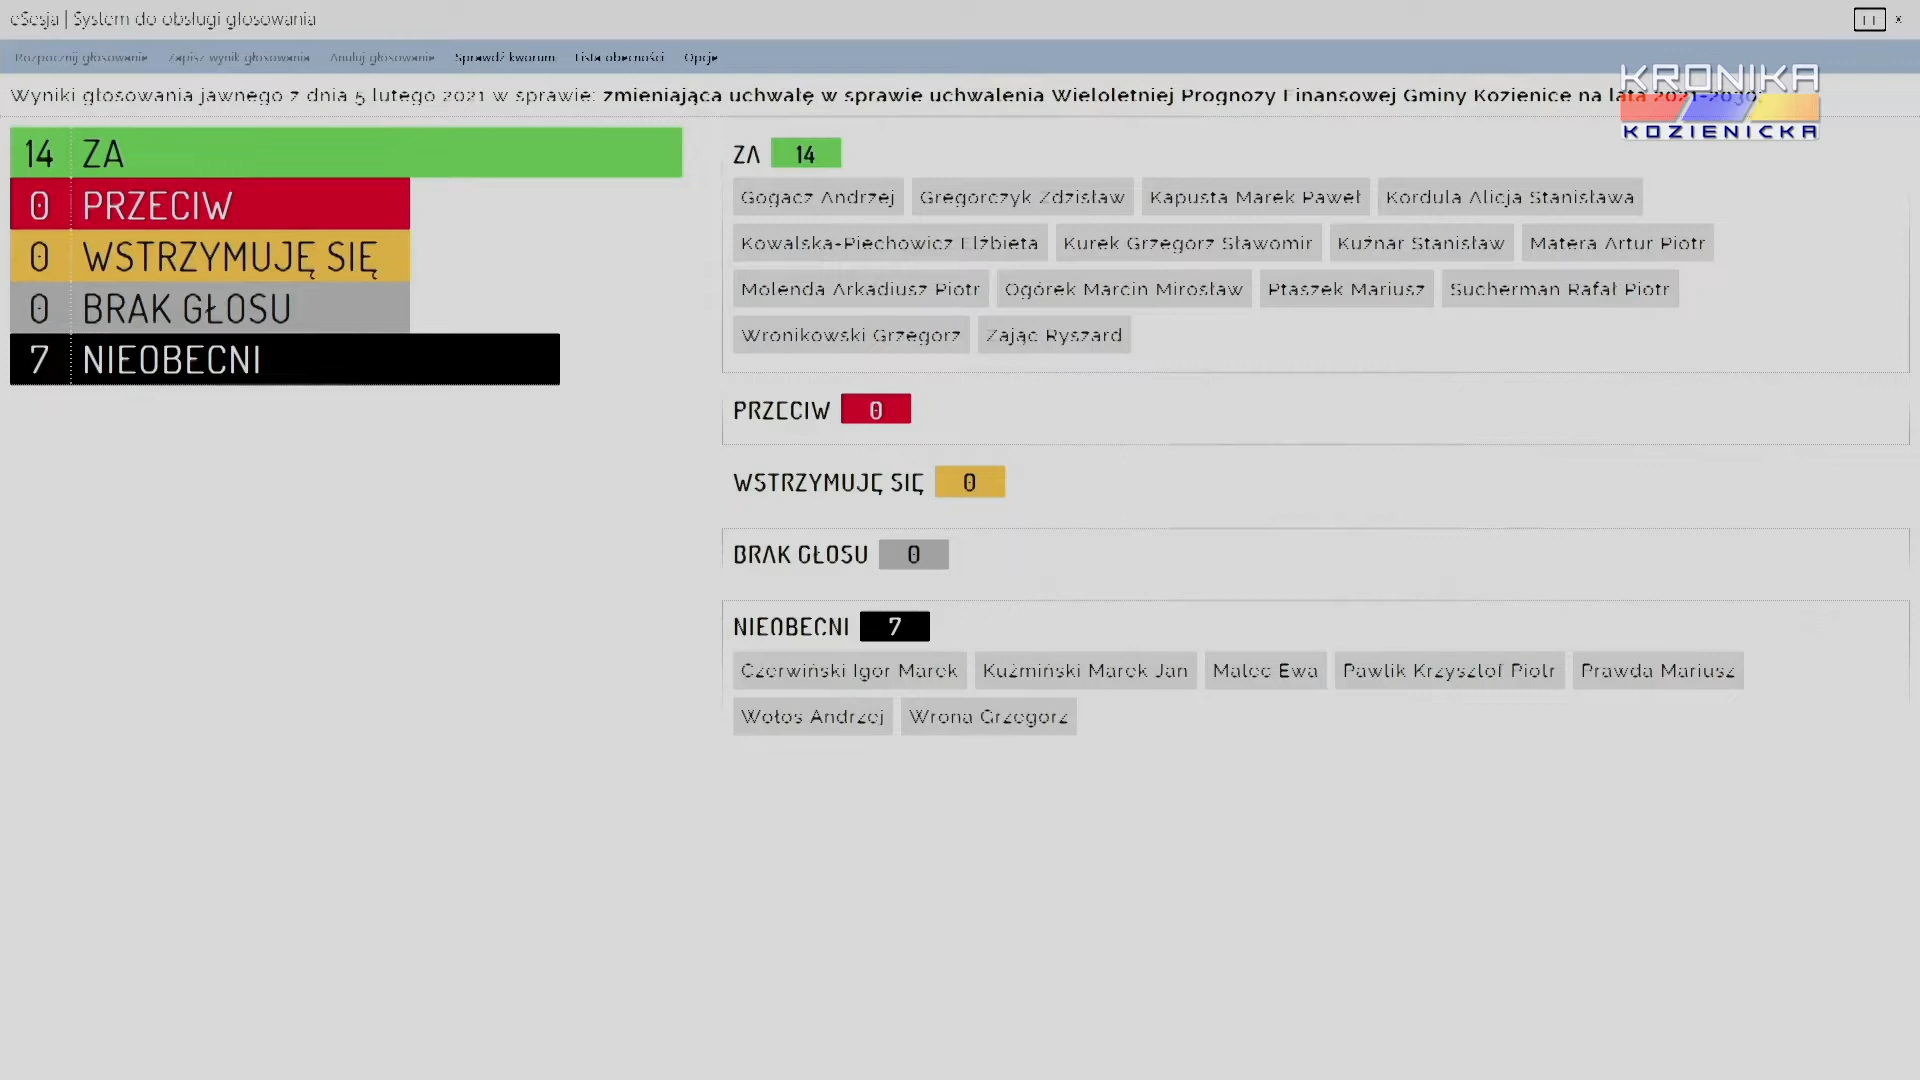 eSesja | System do obsługi głosowania
Rozpocznij głosowanie Zapisz wynik głosowania Anuluj głosowanie Sprawdź kworum Lista obecności Opcje
KRONIKA
KOZIENICKA
Wyniki głosowania jawnego z dnia 5 lutego 2021 w sprawie: zmieniająca uchwałę w sprawie uchwalenia Wieloletniej Prognozy Finansowej Gminy Kozienice na lata 2021-2030;
14 ZA
0 PRZECIW
0 WSTRZYMUJĘ SIĘ
0 BRAK GŁOSU
7 NIEOBECNI
ZA 14
Gogacz Andrzej Gregorczyk Zdzisław Kapusta Marek Paweł Kordula Alicja Stanisława
Kowalska-Piechowicz Elżbieta Kurek Grzegorz Sławomir Kuźnar Stanisław Matera Artur Piotr
Molenda Arkadiusz Piotr Ogórek Marcin Mirosław Ptaszek Mariusz Sucherman Rafał Piotr
Wronikowski Grzegorz Zając Ryszard
PRZECIW 0
WSTRZYMUJĘ SIĘ 0
BRAK GŁOSU 0
NIEOBECNI 7
Czerwiński Igor Marek Kuźmiński Marek Jan Malec Ewa Pawlik Krzysztof Piotr Prawda Mariusz
Wołos Andrzej Wrona Grzegorz